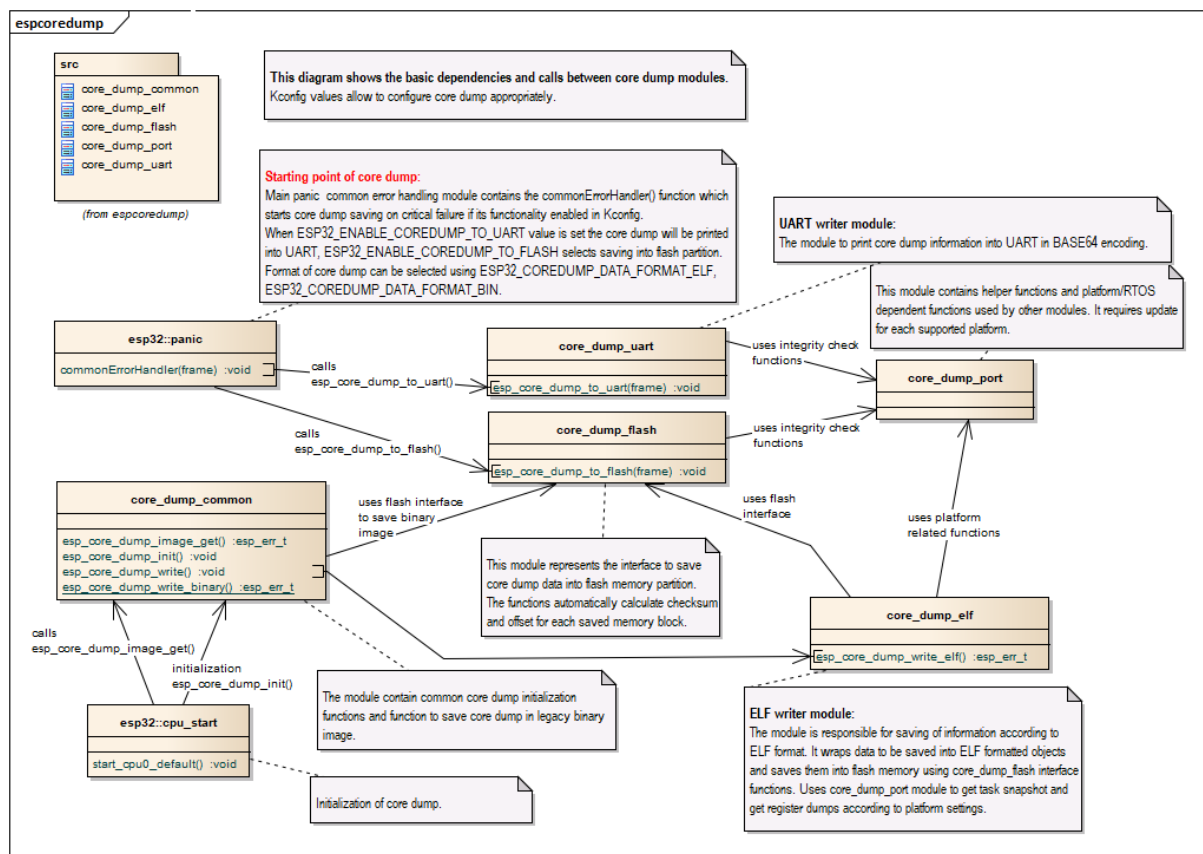 espcoredump
src
core_dump_common
core_dump_elf
core_dump_flash
core_dump_port
core_dump_uart
(from espcoredump)
This diagram shows the basic dependencies and calls between core dump modules.
Kconfig values allow to configure core dump appropriately.
Starting point of core dump:
Main panic common error handling module contains the commonErrorHandler() function which
starts core dump saving on critical failure if its functionality enabled in Kconfig.
When ESP32_ENABLE_COREDUMP_TO_UART value is set the core dump will be printed
into UART, ESP32_ENABLE_COREDUMP_TO_FLASH selects saving into flash partition.
Format of core dump can be selected using ESP32_COREDUMP_DATA_FORMAT_ELF,
ESP32_COREDUMP_DATA_FORMAT_BIN.
UART writer module:
The module to print core dump information into UART in BASE64 encoding.
This module contains helper functions and platform/RTOS
dependent functions used by other modules. It requires update
for each supported platform.
esp32::panic
commonErrorHandler(frame) :void
calls
esp_core_dump_to_uart()
core_dump_uart
esp_core_dump_to_uart(frame) :void
uses integrity check
functions
core_dump_port
calls
esp_core_dump_to_flash()
core_dump_flash
esp_core_dump_to_flash(frame) :void
uses integrity check
functions
core_dump_common
esp_core_dump_image_get() :esp_err_t
esp_core_dump_init() :void
esp_core_dump_write() :void
esp_core_dump_write_binary() :esp_err_t
uses flash interface
to save binary
image
uses flash
interface
uses platform
related functions
This module represents the interface to save
core dump data into flash memory partition.
The functions automatically calculate checksum
and offset for each saved memory block.
core_dump_elf
esp_core_dump_write_elf() :esp_err_t
calls
esp_core_dump_image_get()
initialization
esp_core_dump_init()
The module contain common core dump initialization
functions and function to save core dump in legacy binary
image.
esp32::cpu_start
start_cpu0_default() :void
Initialization of core dump.
ELF writer module:
The module is responsible for saving of information according to
ELF format. It wraps data to be saved into ELF formatted objects
and saves them into flash memory using core_dump_flash interface
functions. Uses core_dump_port module to get task snapshot and
get register dumps according to platform settings.